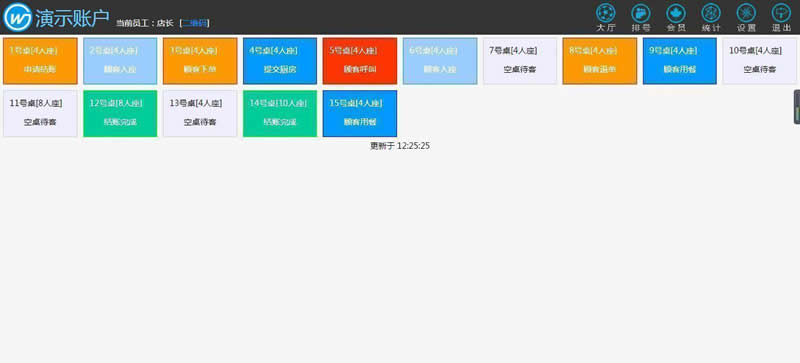 演示账户 当前员工：店长 [二维码]
大厅 排号 会员 统计 设置 退出
1号桌[4人座] 2号桌[4人座] 3号桌[4人座] 4号桌[4人座] 5号桌[4人座] 6号桌[4人座] 7号桌[4人座] 8号桌[4人座] 9号桌[4人座] 10号桌[4人座]
申请结账 顾客入座 顾客下单 提交厨房 顾客呼叫 顾客入座 空桌待客 顾客退单 顾客用餐 空桌待客
11号桌[8人座] 12号桌[8人座] 13号桌[4人座] 14号桌[10人座] 15号桌[4人座]
空桌待客 结账完成 空桌待客 结账完成 顾客用餐
更新于 12:25:25